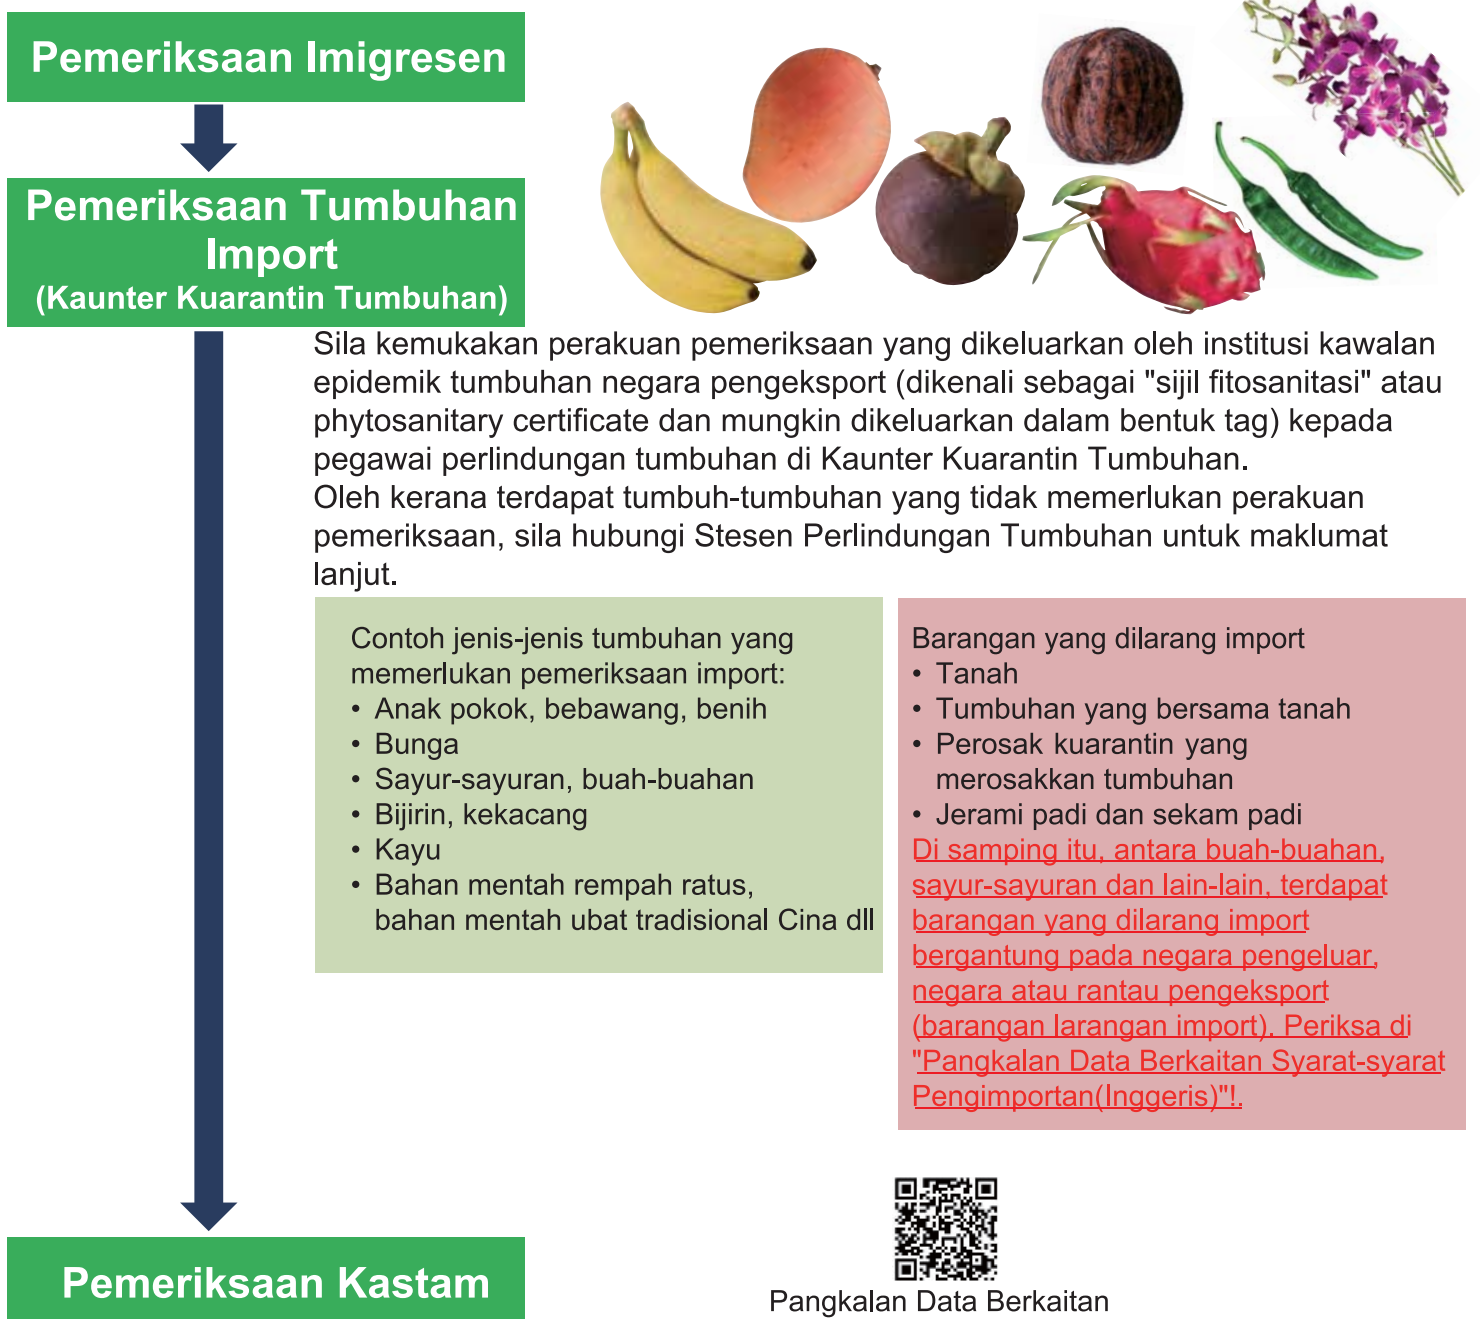 Pemeriksaan Imigresen
Pemeriksaan Tumbuhan
Import
(Kaunter Kuarantin Tumbuhan)
Sila kemukakan perakuan pemeriksaan yang dikeluarkan oleh institusi kawalan
epidemik tumbuhan negara pengeksport (dikenali sebagai "sijil fitosanitasi" atau
phytosanitary certificate dan mungkin dikeluarkan dalam bentuk tag) kepada
pegawai perlindungan tumbuhan di Kaunter Kuarantin Tumbuhan.
Oleh kerana terdapat tumbuh-tumbuhan yang tidak memerlukan perakuan
pemeriksaan, sila hubungi Stesen Perlindungan Tumbuhan untuk maklumat
lanjut.
Contoh jenis-jenis tumbuhan yang
memerlukan pemeriksaan import:
• Anak pokok, bebawang, benih
• Bunga
• Sayur-sayuran, buah-buahan
• Bijirin, kekacang
• Kayu
• Bahan mentah rempah ratus,
bahan mentah ubat tradisional Cina dll
Barangan yang dilarang import
• Tanah
• Tumbuhan yang bersama tanah
• Perosak kuarantin yang
merosakkan tumbuhan
• Jerami padi dan sekam padi
Di samping itu, antara buah-buahan,
sayur-sayuran dan lain-lain, terdapat
barangan yang dilarang import
bergantung pada negara pengeluar,
negara atau rantau pengeksport
(barangan larangan import). Periksa di
"Pangkalan Data Berkaitan Syarat-syarat
Pengimportan(Inggeris)"!.
Pemeriksaan Kastam
Pangkalan Data Berkaitan